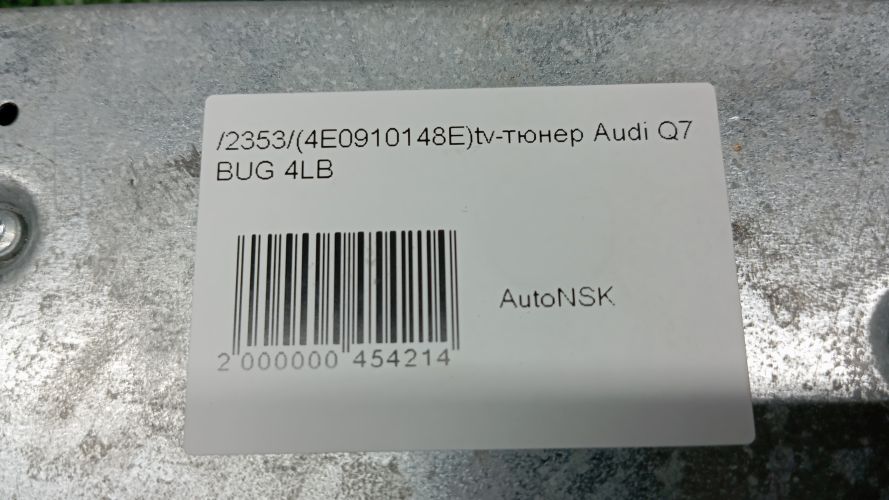 /2353/(4E0910148E)tv-тюнер Audi Q7
BUG 4LB
AutoNSK
2 000000 454214